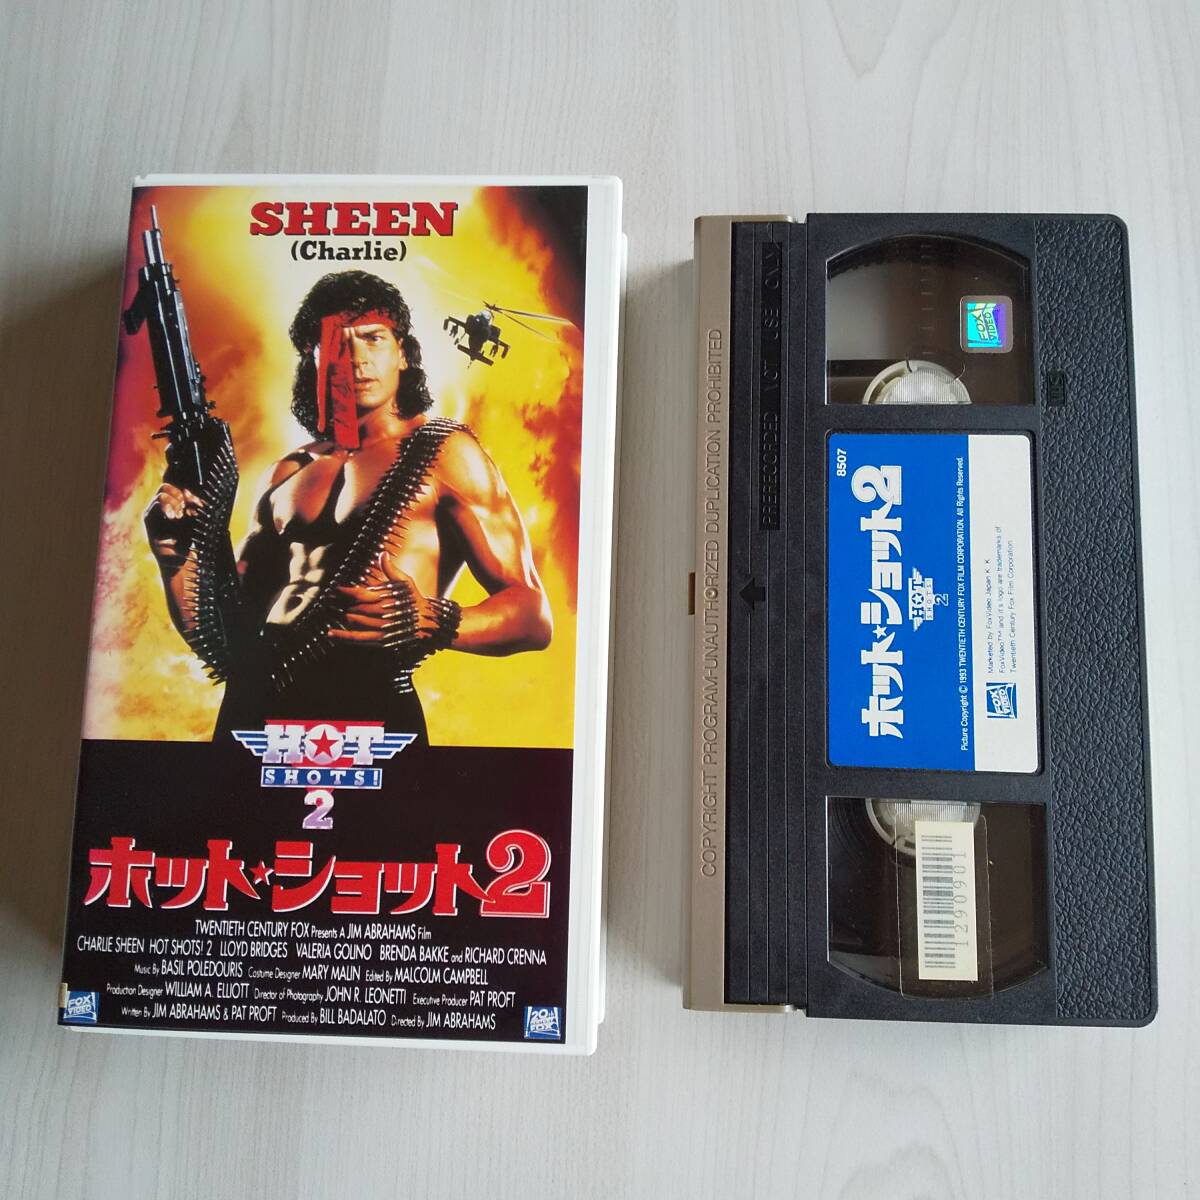 SHEEN
(Charlie)
HOT
SHOTS!
2
ホット★ショット2
TWENTIETH CENTURY FOX Presents A JIM ABRAHAMS Film
CHARLIE SHEEN HOT SHOTS! 2 LLOYD BRIDGES VALERIA GOLINO BRENDA BAKKE and RICHARD CRENNA
Music By BASIL POLEDOURIS Costume Designer MARY MALIN Edited By MALCOLM CAMPBELL
Production Designer WILLIAM A. ELLIOTT Director of Photography JOHN R. LEONETTI Executive Producer PAT PROFT
Written By JIM ABRAHAMS & PAT PROFT Produced By BILL BADALATO Directed By JIM ABRAHAMS
FOX
VIDEO
20th
CENTURY
FOX
COPYRIGHT PROGRAM-UNAUTHORIZED DUPLICATION PROHIBITED
PRERECORDED NOT USE ONLY
FOX
VIDEO
VHS
8507
ホット★ショット2
HOT
SHOTS!
2
Picture Copyright © 1993 TWENTIETH CENTURY FOX FILM CORPORATION. All Rights Reserved.
FOX
VIDEO
Marketed by FoxVideo Japan K. K
FoxVideo™ and it's logo are trademarks of
Twentieth Century Fox Film Corporation
1290901